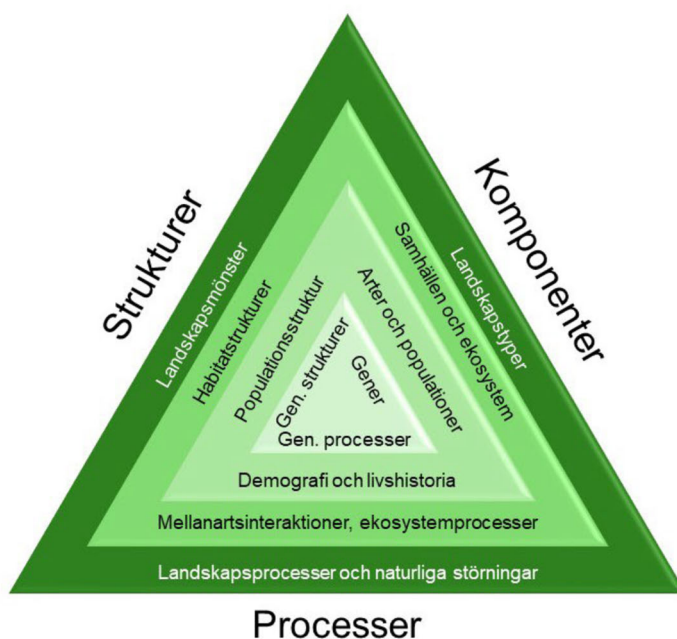 Strukturer
Komponenter
Processer
Landskapsmönster
Landskapstyper
Landskapsprocesser och naturliga störningar
Habitatstrukturer
Samhällen och ekosystem
Mellanartsinteraktioner, ekosystemprocesser
Populationsstruktur
Arter och populationer
Demografi och livshistoria
Gen. strukturer
Gener
Gen. processer